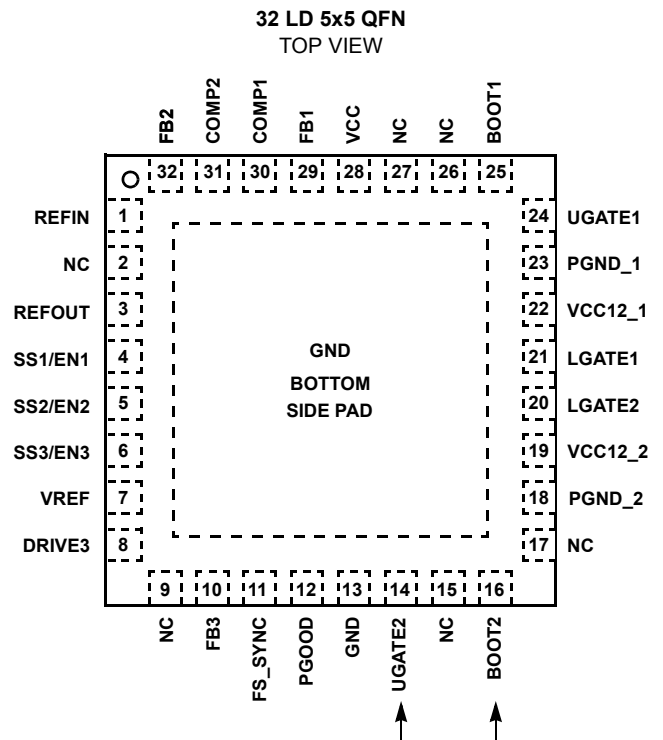 32 LD 5x5 QFN
TOP VIEW
FB2
COMP2
COMP1
FB1
VCC
NC
NC
BOOT1
32 31 30 29 28 27 26 25
REFIN 1
NC 2
REFOUT 3
SS1/EN1 4
SS2/EN2 5
SS3/EN3 6
VREF 7
DRIVE3 8
GND
BOTTOM
SIDE PAD
24 UGATE1
23 PGND_1
22 VCC12_1
21 LGATE1
20 LGATE2
19 VCC12_2
18 PGND_2
17 NC
9 10 11 12 13 14 15 16
NC
FB3
FS_SYNC
PGOOD
GND
UGATE2
NC
BOOT2